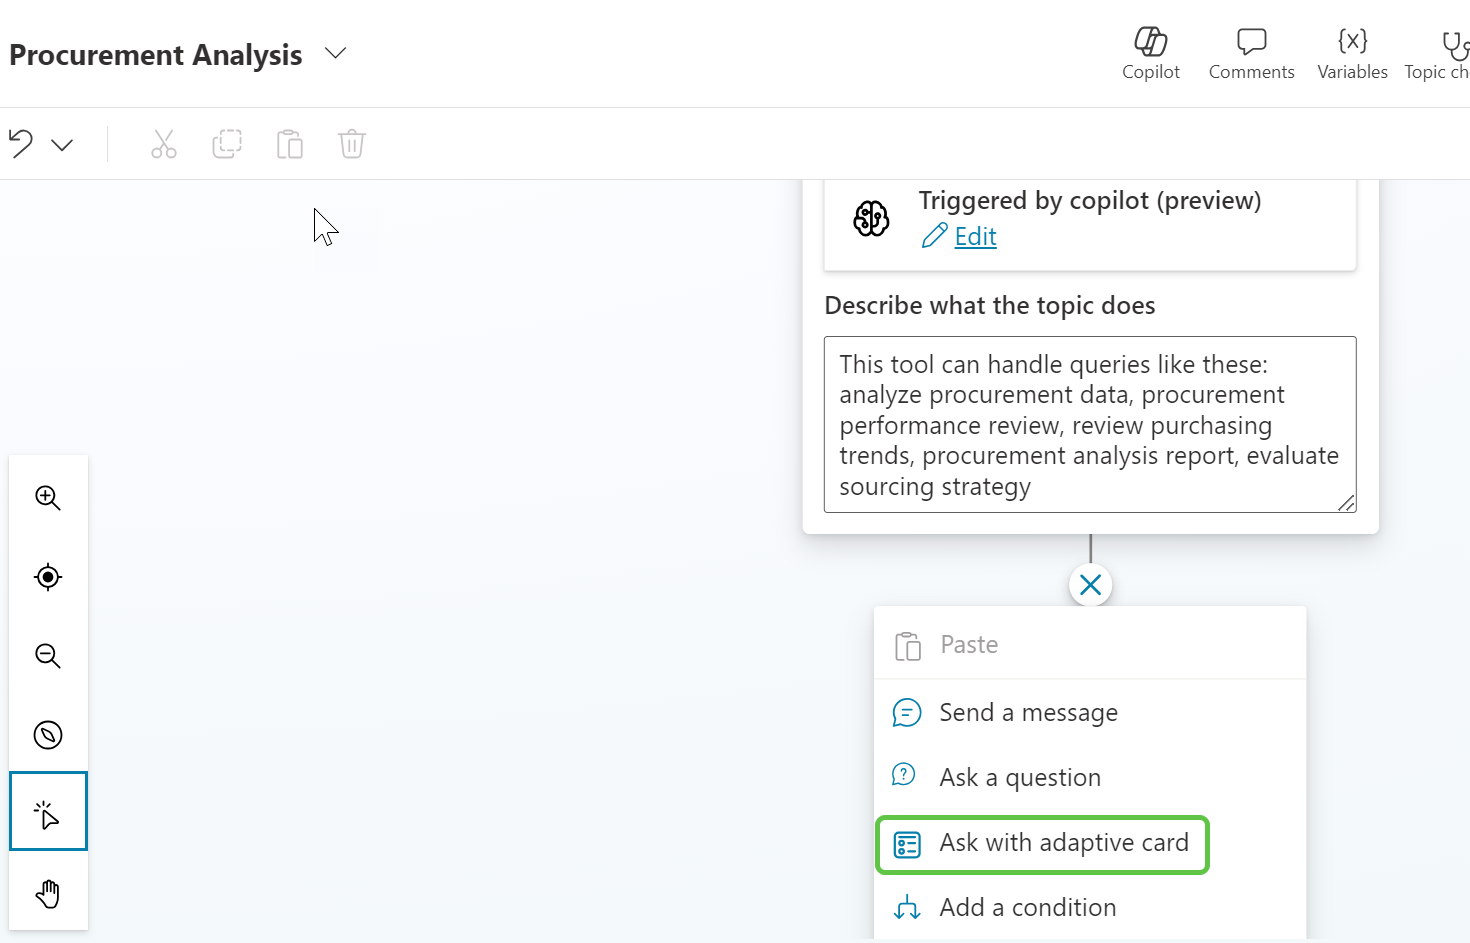 Procurement Analysis
Copilot
Comments
{x}
Variables
Topic ch
Triggered by copilot (preview)
Edit
Describe what the topic does
This tool can handle queries like these:
analyze procurement data, procurement
performance review, review purchasing
trends, procurement analysis report, evaluate
sourcing strategy
Paste
Send a message
Ask a question
Ask with adaptive card
Add a condition